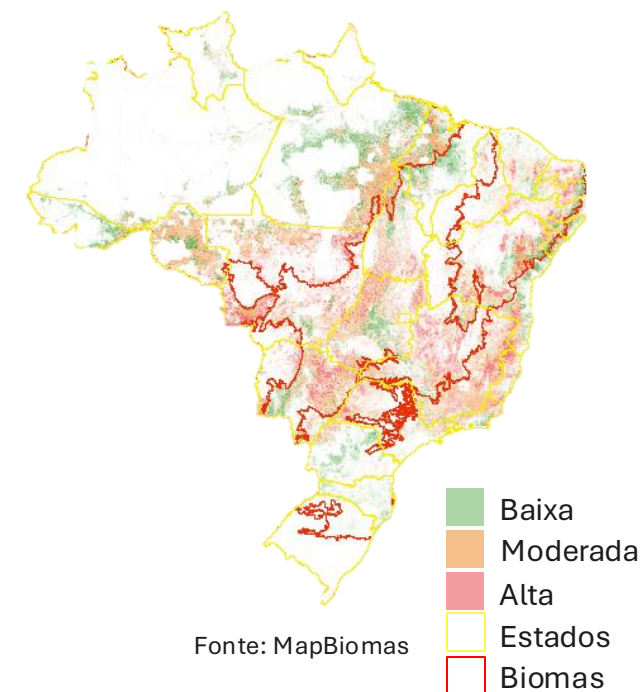 Baixa
Moderada
Alta
Estados
Biomas
Fonte: MapBiomas